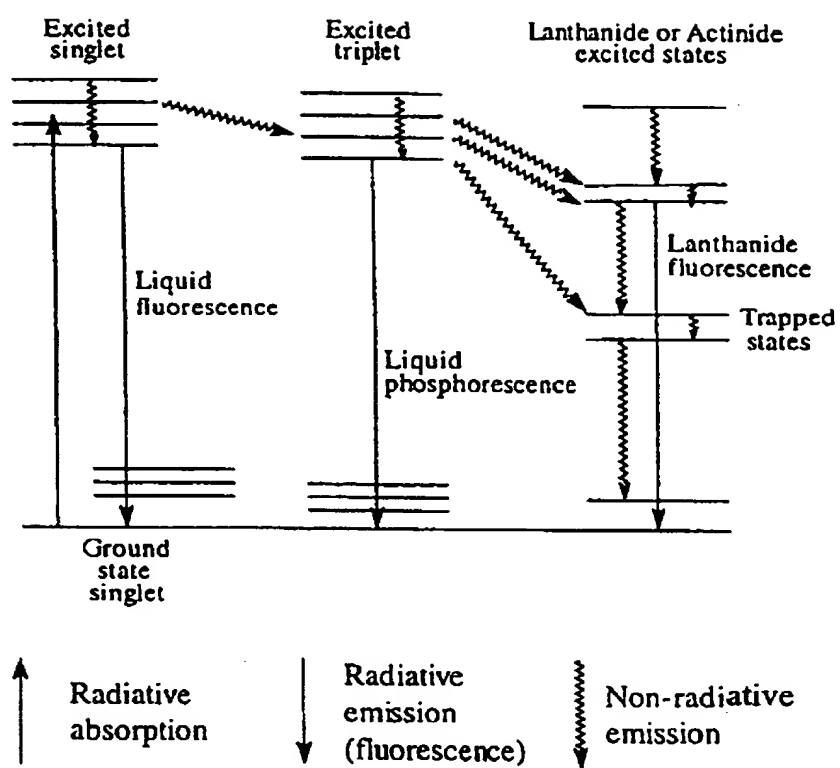 Excited
singlet
Excited
triplet
Lanthanide or Actinide
excited states
Liquid
fluorescence
Liquid
phosphorescence
Lanthanide
fluorescence
Trapped
states
Ground
state
singlet
Radiative
absorption
Radiative
emission
(fluorescence)
Non-radiative
emission